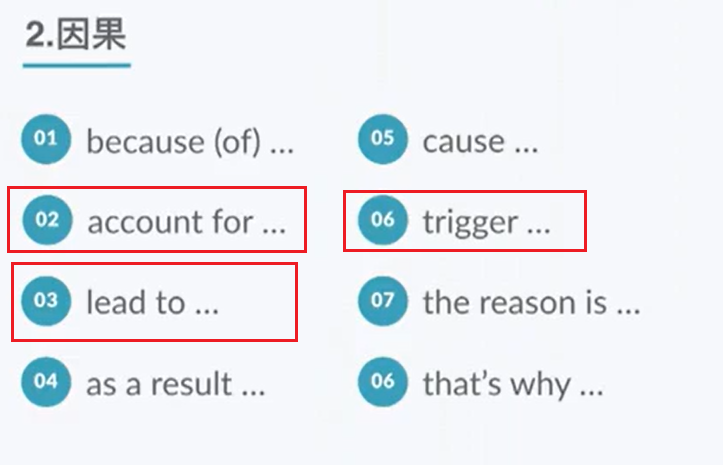 2.因果
01 because (of) ...
02 account for ...
03 lead to ...
04 as a result ...
05 cause ...
06 trigger ...
07 the reason is ...
06 that's why ...